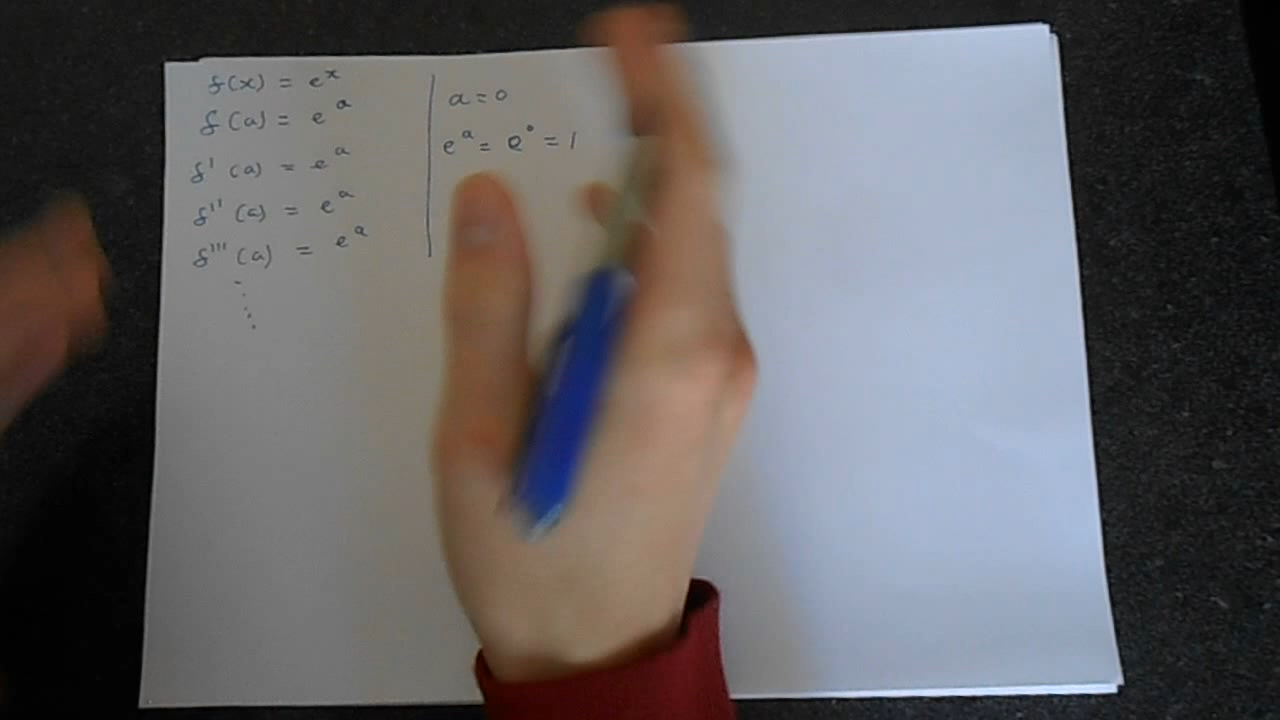 f(x) = e^x
f(a) = e^a
f'(a) = e^a
f''(a) = e^a
f'''(a) = e^a
a = 0
e^a = e^0 = 1